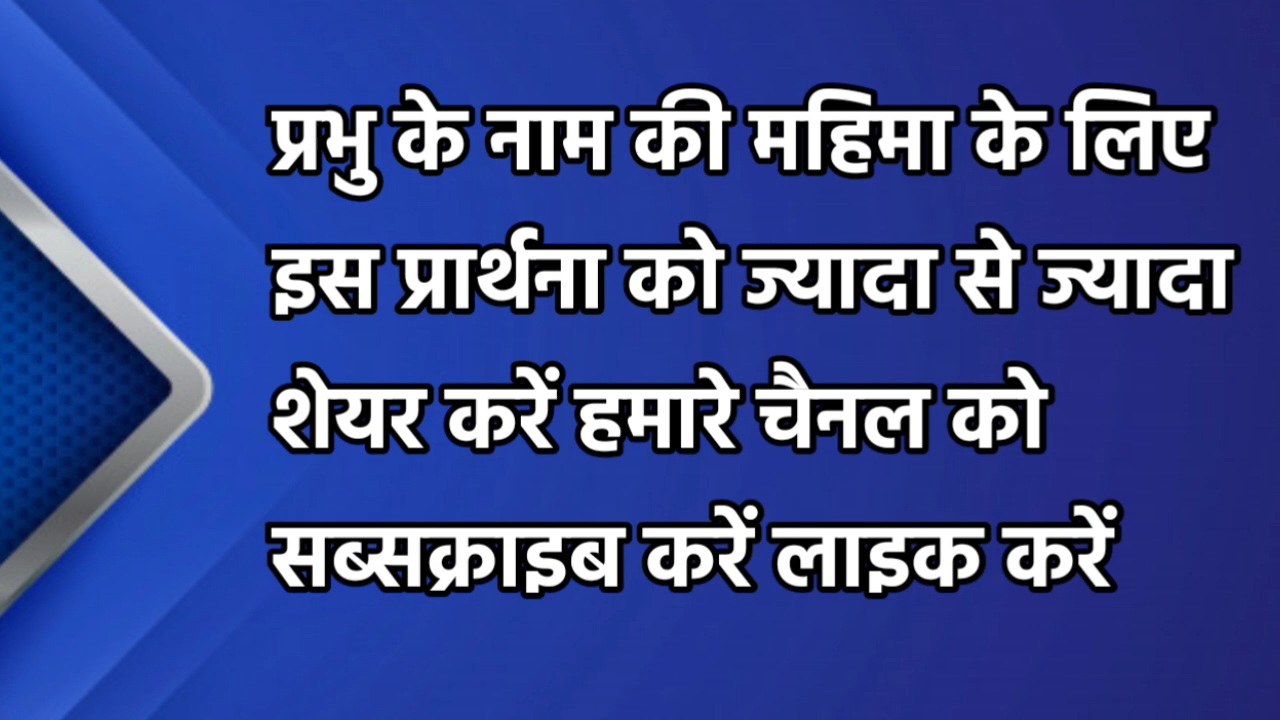 प्रभु के नाम की महिमा के लिए
इस प्रार्थना को ज्यादा से ज्यादा
शेयर करें हमारे चैनल को
सब्सक्राइब करें लाइक करें